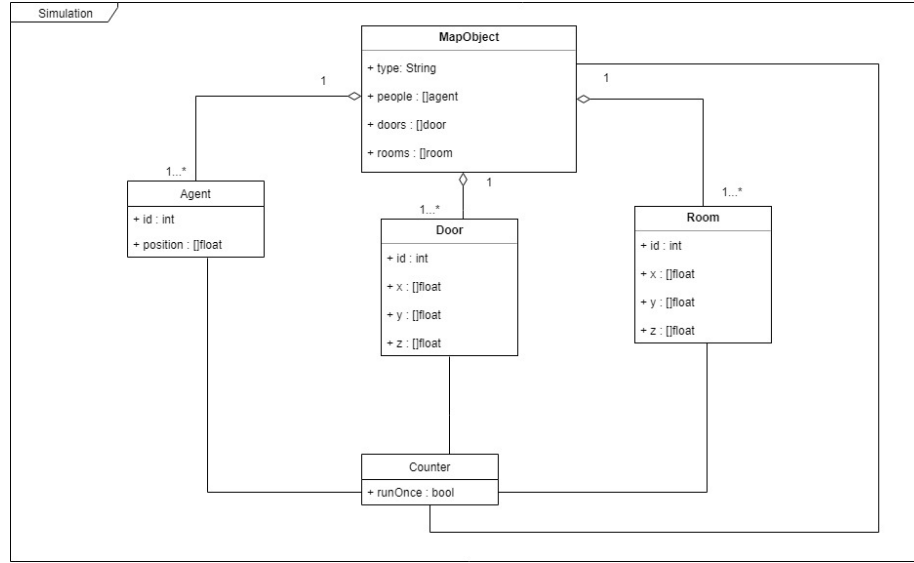 Simulation
MapObject
+ type: String
+ people : []agent
+ doors : []door
+ rooms : []room
1
1
1
1...*
1...*
1...*
Agent
+ id : int
+ position : []float
Door
+ id : int
+ x : []float
+ y : []float
+ z : []float
Room
+ id : int
+ x : []float
+ y : []float
+ z : []float
Counter
+ runOnce : bool